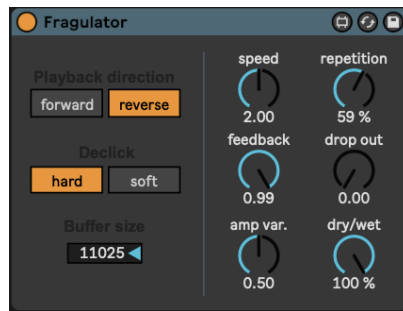 Fragulator
Playback direction
forward reverse
Declick
hard soft
Buffer size
11025
speed repetition
2.00 59 %
feedback drop out
0.99 0.00
amp var. dry/wet
0.50 100 %